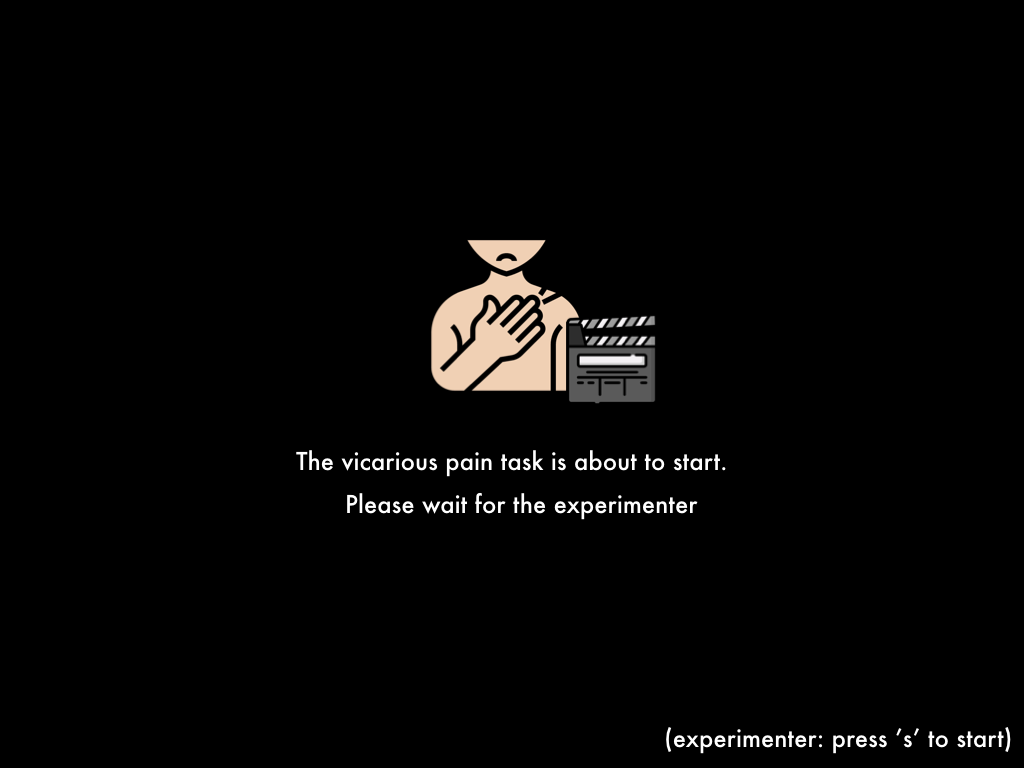 The vicarious pain task is about to start.
Please wait for the experimenter
(experimenter: press ’s’ to start)